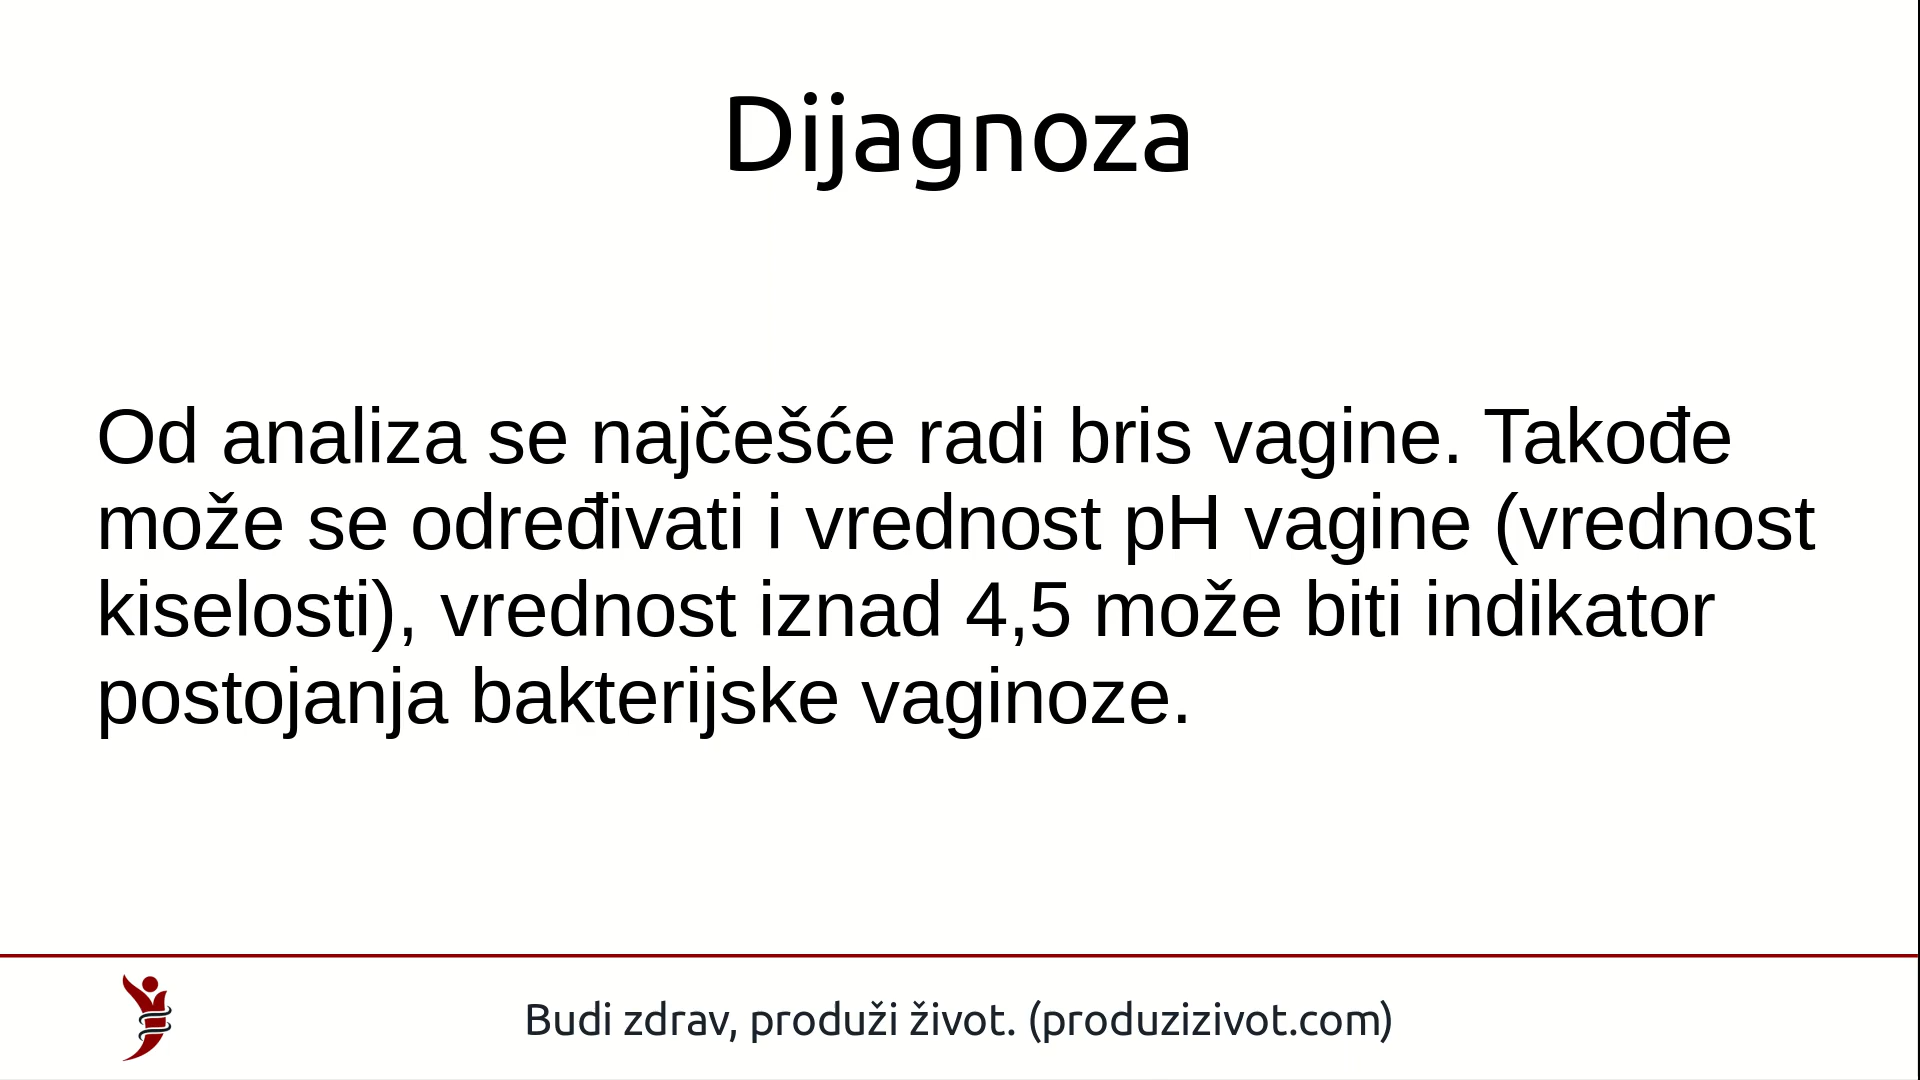 Dijagnoza
Od analiza se najčešće radi bris vagine. Takođe
može se određivati i vrednost pH vagine (vrednost
kiselosti), vrednost iznad 4,5 može biti indikator
postojanja bakterijske vaginoze.
Budi zdrav, produži život. (produzizivot.com)